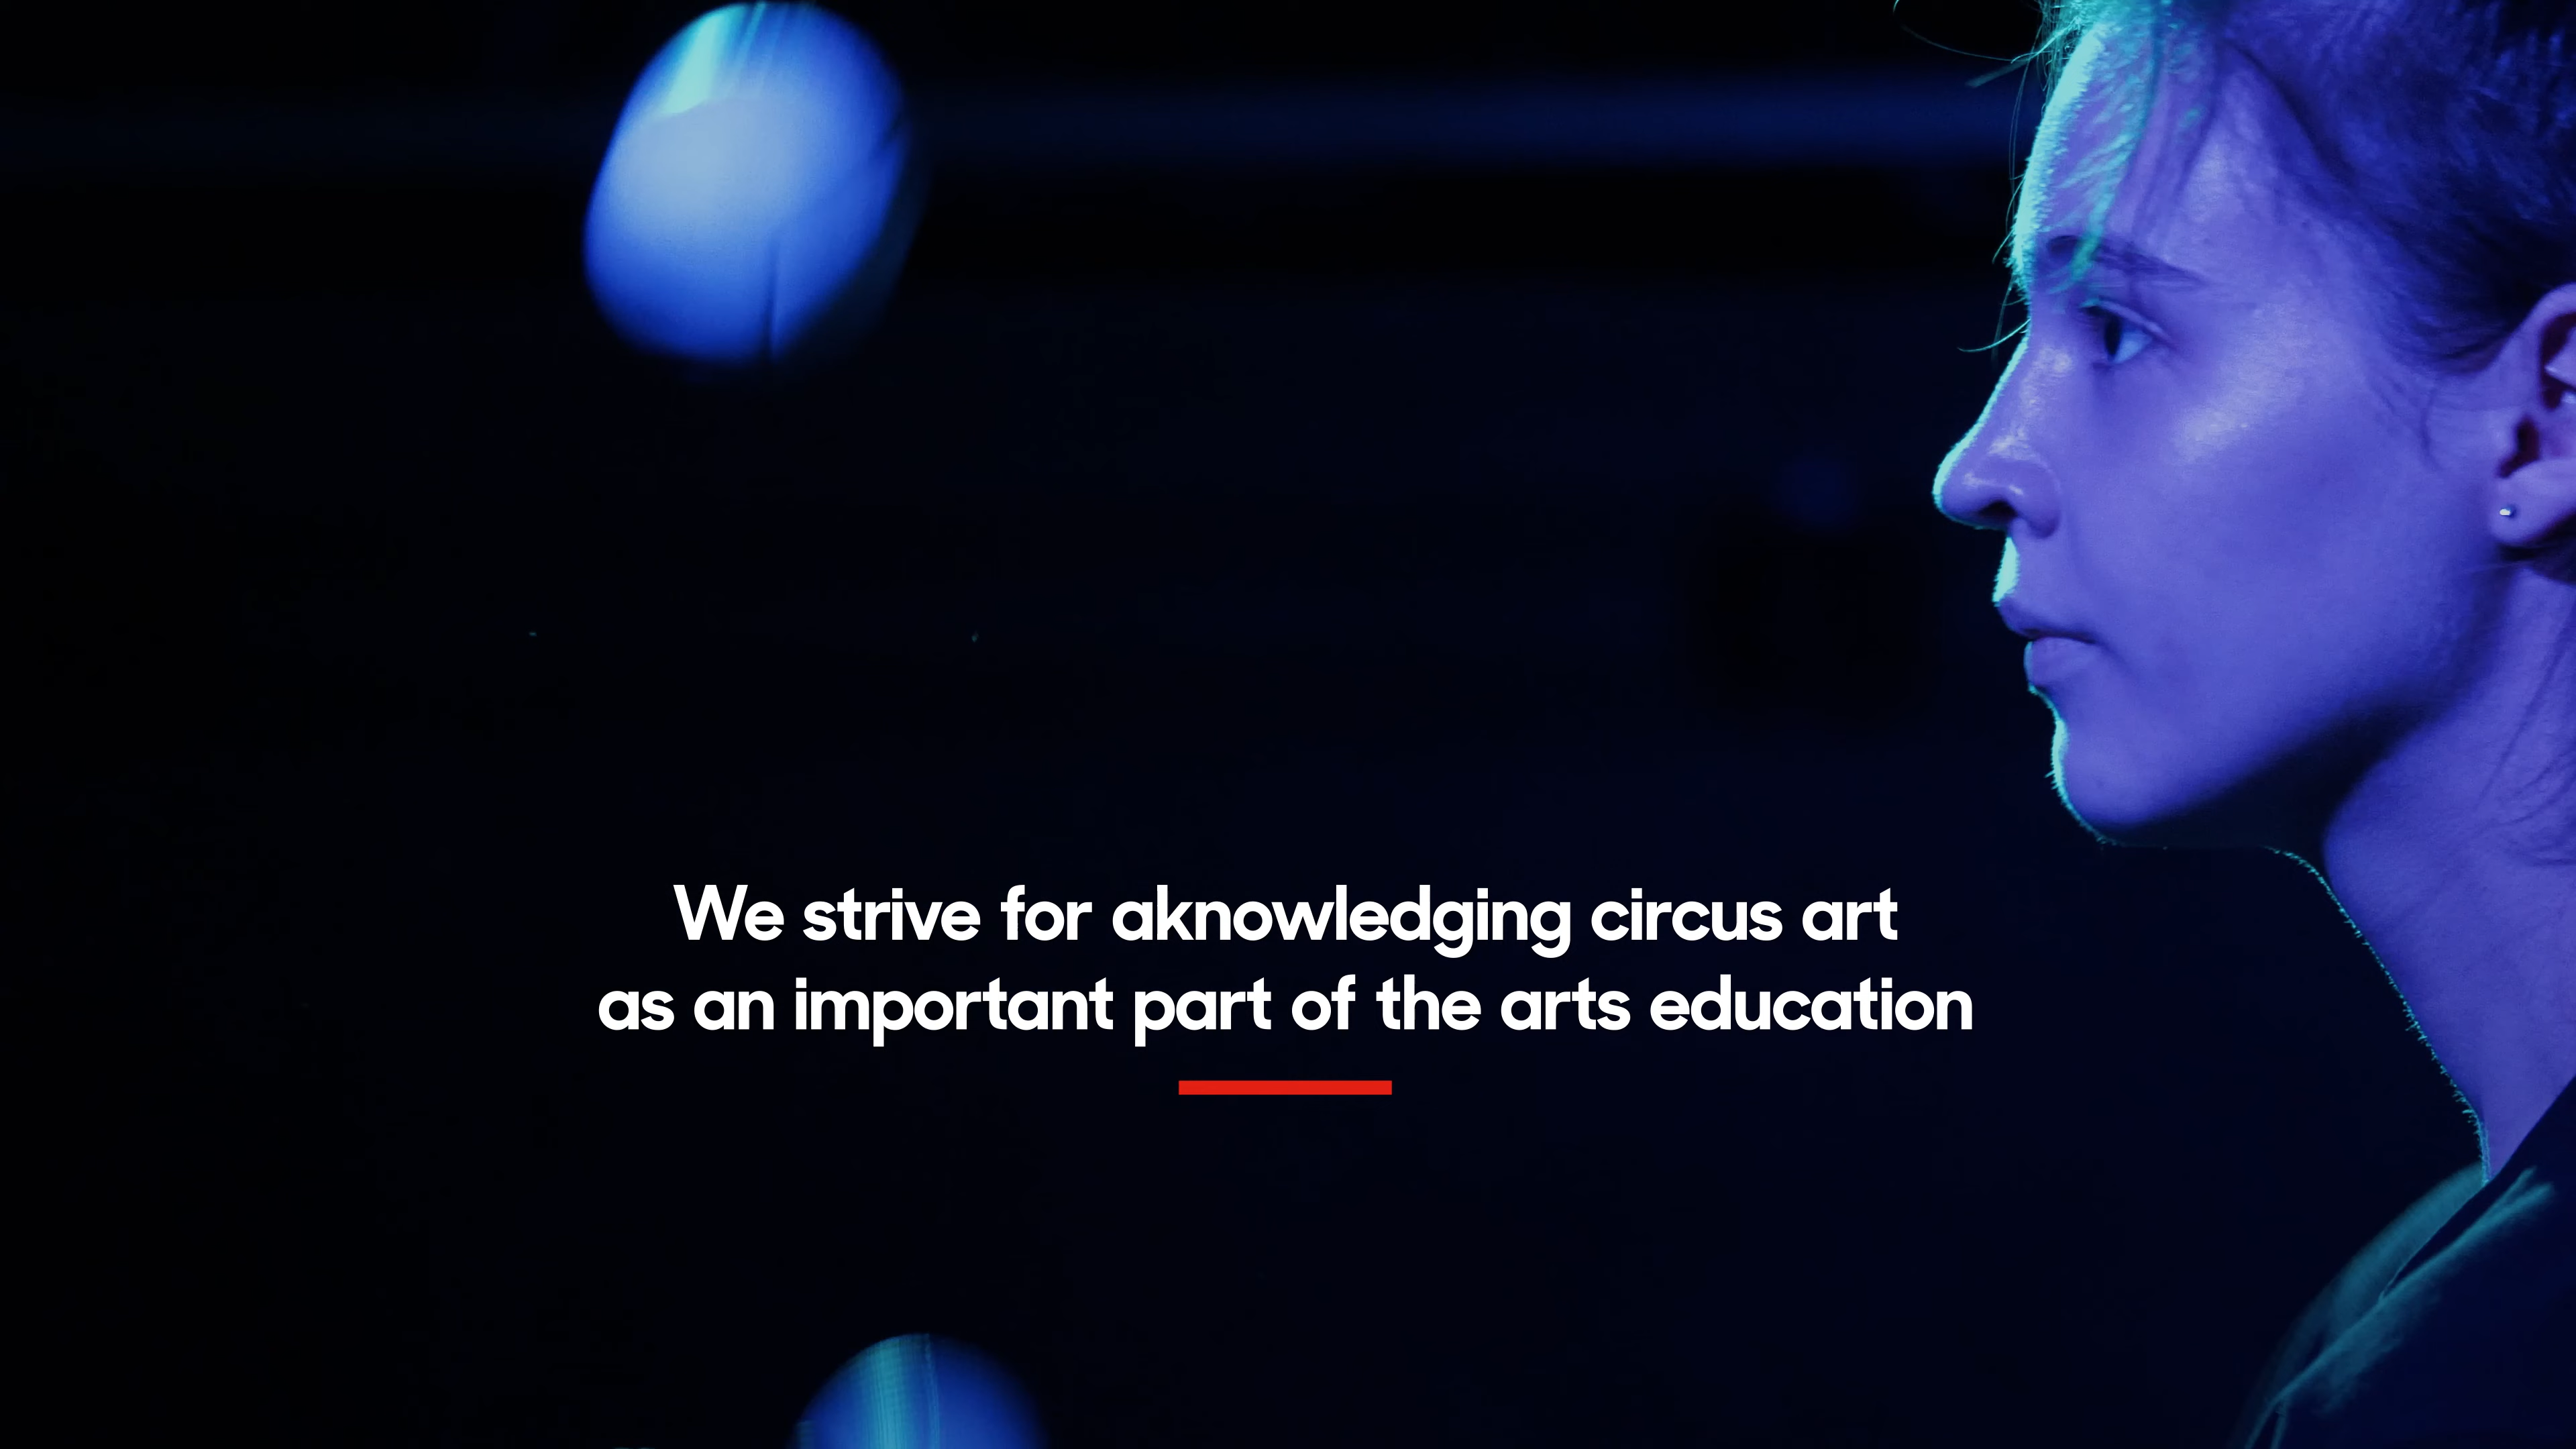 We strive for aknowledging circus art
as an important part of the arts education